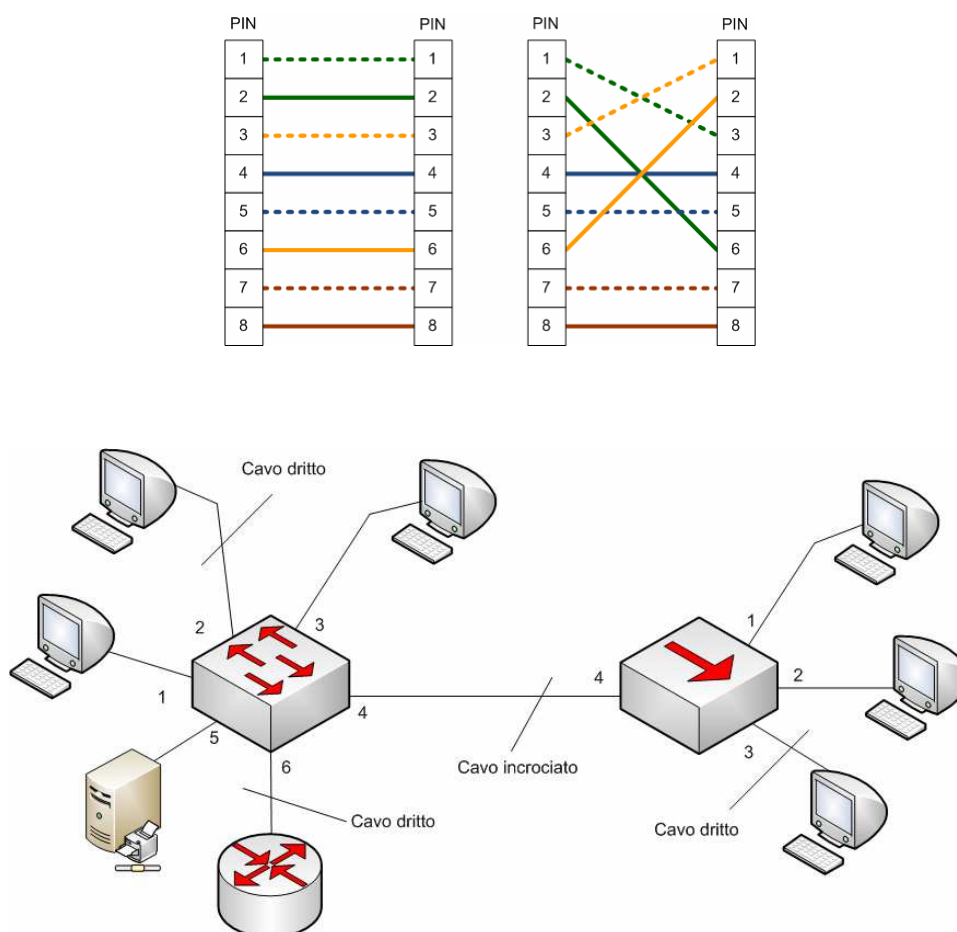 PIN PIN PIN PIN
1 1 1 1
2 2 2 2
3 3 3 3
4 4 4 4
5 5 5 5
6 6 6 6
7 7 7 7
8 8 8 8
Cavo dritto
2 3 1
1 4 4 2
5 3
6 Cavo incrociato
Cavo dritto Cavo dritto